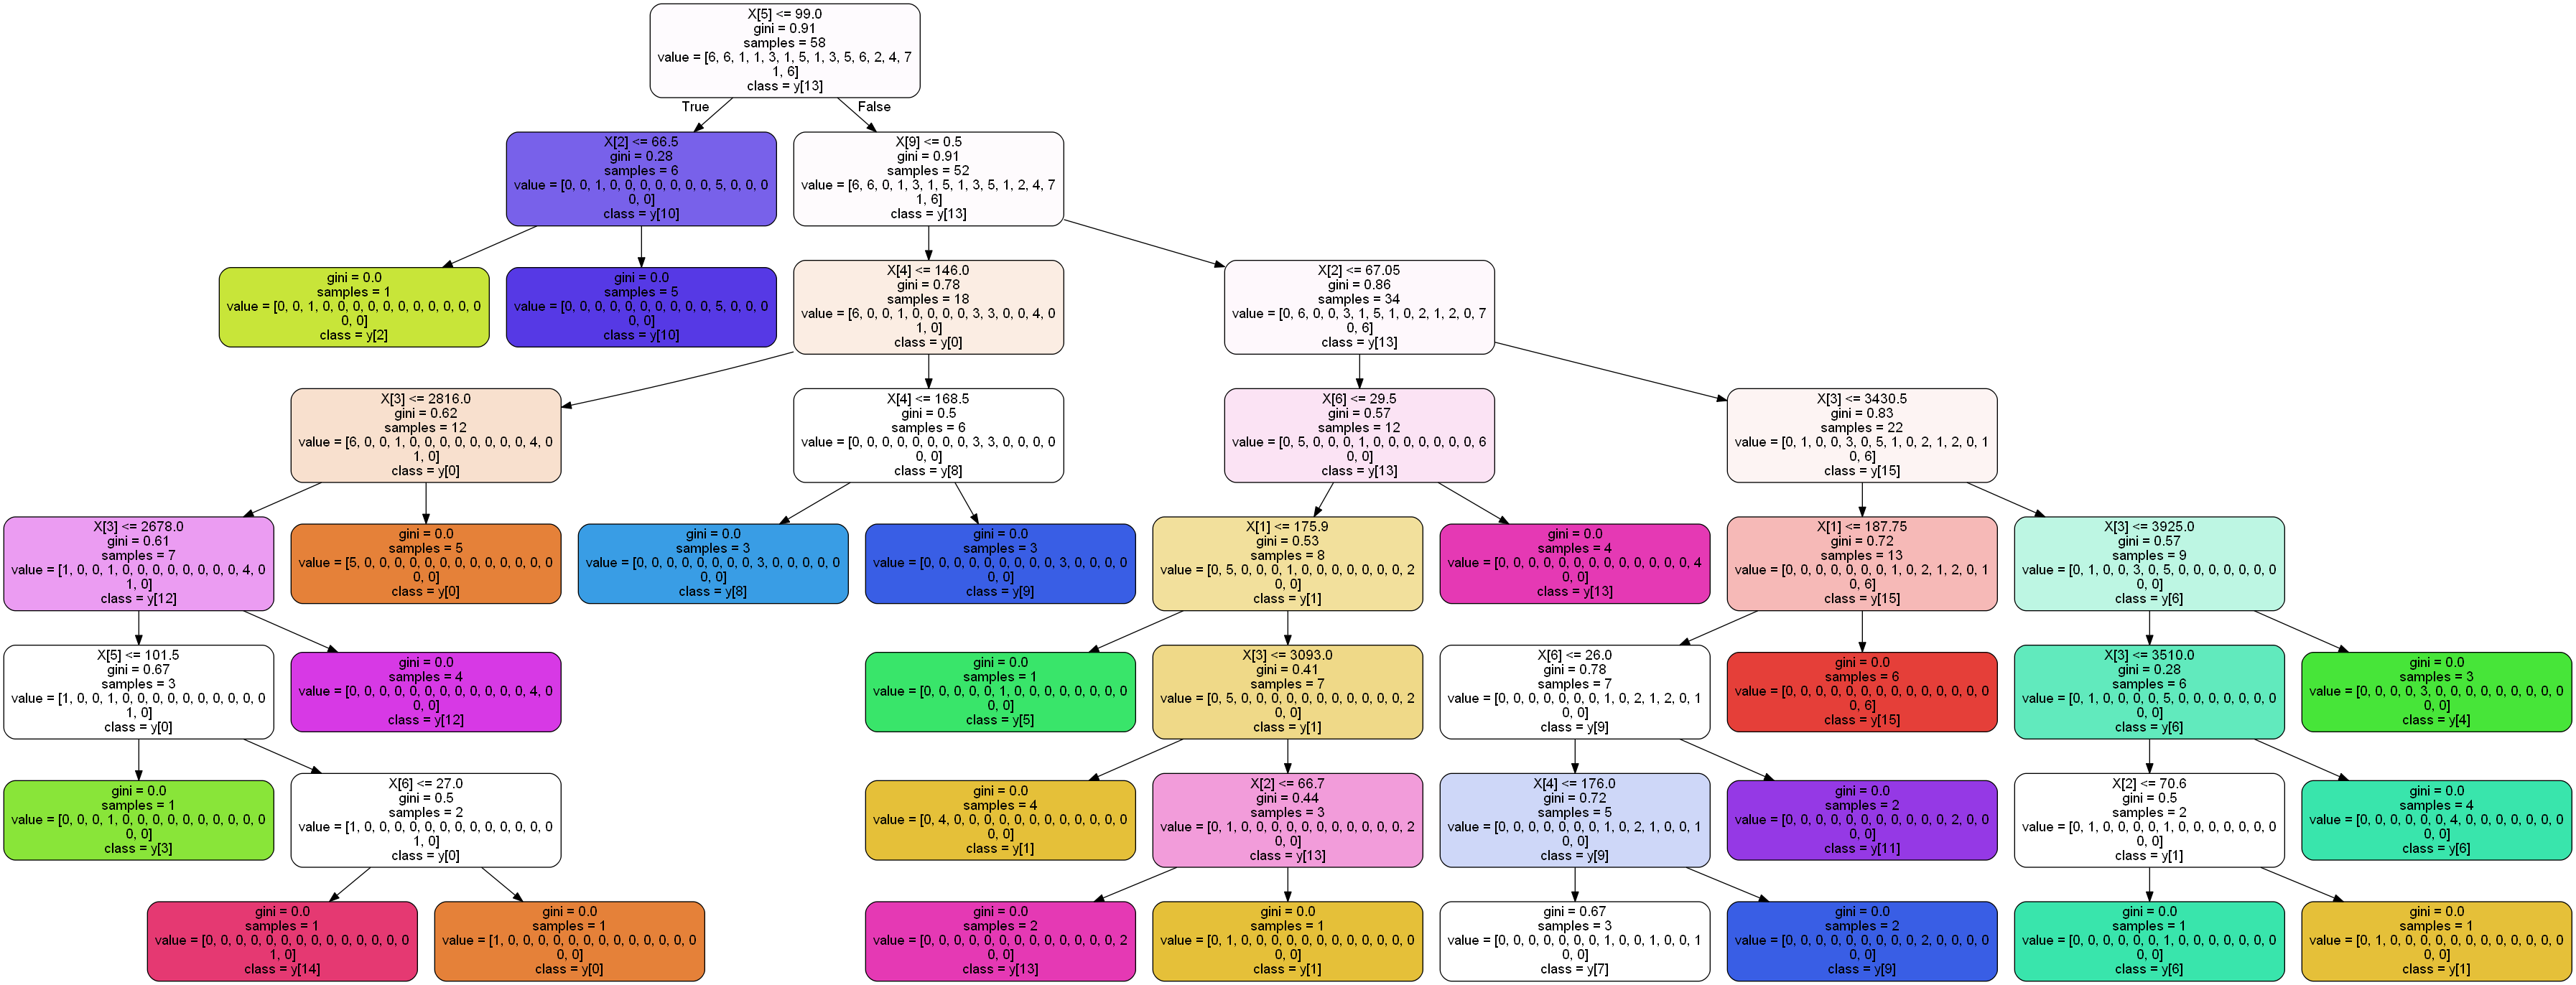 X[5] <= 99.0
gini = 0.91
samples = 58
value = [6, 6, 1, 1, 3, 1, 5, 1, 3, 5, 6, 2, 4, 7
1, 6]
class = y[13]
True
False
X[2] <= 66.5
gini = 0.28
samples = 6
value = [0, 0, 1, 0, 0, 0, 0, 0, 0, 0, 5, 0, 0, 0
0, 0]
class = y[10]
X[9] <= 0.5
gini = 0.91
samples = 52
value = [6, 6, 0, 1, 3, 1, 5, 1, 3, 5, 1, 2, 4, 7
1, 6]
class = y[13]
gini = 0.0
samples = 1
value = [0, 0, 1, 0, 0, 0, 0, 0, 0, 0, 0, 0, 0, 0
0, 0]
class = y[2]
gini = 0.0
samples = 5
value = [0, 0, 0, 0, 0, 0, 0, 0, 0, 0, 5, 0, 0, 0
0, 0]
class = y[10]
X[4] <= 146.0
gini = 0.78
samples = 18
value = [6, 0, 0, 1, 0, 0, 0, 0, 3, 3, 0, 0, 4, 0
1, 0]
class = y[0]
X[2] <= 67.05
gini = 0.86
samples = 34
value = [0, 6, 0, 0, 3, 1, 5, 1, 0, 2, 1, 2, 0, 7
0, 6]
class = y[13]
X[3] <= 2816.0
gini = 0.62
samples = 12
value = [6, 0, 0, 1, 0, 0, 0, 0, 0, 0, 0, 0, 4, 0
1, 0]
class = y[0]
X[4] <= 168.5
gini = 0.5
samples = 6
value = [0, 0, 0, 0, 0, 0, 0, 0, 3, 3, 0, 0, 0, 0
0, 0]
class = y[8]
X[6] <= 29.5
gini = 0.57
samples = 12
value = [0, 5, 0, 0, 0, 1, 0, 0, 0, 0, 0, 0, 0, 6
0, 0]
class = y[13]
X[3] <= 3430.5
gini = 0.83
samples = 22
value = [0, 1, 0, 0, 3, 0, 5, 1, 0, 2, 1, 2, 0, 1
0, 6]
class = y[15]
X[3] <= 2678.0
gini = 0.61
samples = 7
value = [1, 0, 0, 1, 0, 0, 0, 0, 0, 0, 0, 0, 4, 0
1, 0]
class = y[12]
gini = 0.0
samples = 5
value = [5, 0, 0, 0, 0, 0, 0, 0, 0, 0, 0, 0, 0, 0
0, 0]
class = y[0]
gini = 0.0
samples = 3
value = [0, 0, 0, 0, 0, 0, 0, 0, 3, 0, 0, 0, 0, 0
0, 0]
class = y[8]
gini = 0.0
samples = 3
value = [0, 0, 0, 0, 0, 0, 0, 0, 0, 3, 0, 0, 0, 0
0, 0]
class = y[9]
X[1] <= 175.9
gini = 0.53
samples = 8
value = [0, 5, 0, 0, 0, 1, 0, 0, 0, 0, 0, 0, 0, 2
0, 0]
class = y[1]
gini = 0.0
samples = 4
value = [0, 0, 0, 0, 0, 0, 0, 0, 0, 0, 0, 0, 0, 4
0, 0]
class = y[13]
X[1] <= 187.75
gini = 0.72
samples = 13
value = [0, 0, 0, 0, 0, 0, 0, 1, 0, 2, 1, 2, 0, 1
0, 6]
class = y[15]
X[3] <= 3925.0
gini = 0.57
samples = 9
value = [0, 1, 0, 0, 3, 0, 5, 0, 0, 0, 0, 0, 0, 0
0, 0]
class = y[6]
X[5] <= 101.5
gini = 0.67
samples = 3
value = [1, 0, 0, 1, 0, 0, 0, 0, 0, 0, 0, 0, 0, 0
1, 0]
class = y[0]
gini = 0.0
samples = 4
value = [0, 0, 0, 0, 0, 0, 0, 0, 0, 0, 0, 0, 4, 0
0, 0]
class = y[12]
gini = 0.0
samples = 1
value = [0, 0, 0, 0, 0, 1, 0, 0, 0, 0, 0, 0, 0, 0
0, 0]
class = y[5]
X[3] <= 3093.0
gini = 0.41
samples = 7
value = [0, 5, 0, 0, 0, 0, 0, 0, 0, 0, 0, 0, 0, 2
0, 0]
class = y[1]
X[6] <= 26.0
gini = 0.78
samples = 7
value = [0, 0, 0, 0, 0, 0, 0, 1, 0, 2, 1, 2, 0, 1
0, 0]
class = y[9]
gini = 0.0
samples = 6
value = [0, 0, 0, 0, 0, 0, 0, 0, 0, 0, 0, 0, 0, 0
0, 6]
class = y[15]
X[3] <= 3510.0
gini = 0.28
samples = 6
value = [0, 1, 0, 0, 0, 0, 5, 0, 0, 0, 0, 0, 0, 0
0, 0]
class = y[6]
gini = 0.0
samples = 3
value = [0, 0, 0, 0, 3, 0, 0, 0, 0, 0, 0, 0, 0, 0
0, 0]
class = y[4]
gini = 0.0
samples = 1
value = [0, 0, 0, 1, 0, 0, 0, 0, 0, 0, 0, 0, 0, 0
0, 0]
class = y[3]
X[6] <= 27.0
gini = 0.5
samples = 2
value = [1, 0, 0, 0, 0, 0, 0, 0, 0, 0, 0, 0, 0, 0
1, 0]
class = y[0]
gini = 0.0
samples = 4
value = [0, 4, 0, 0, 0, 0, 0, 0, 0, 0, 0, 0, 0, 0
0, 0]
class = y[1]
X[2] <= 66.7
gini = 0.44
samples = 3
value = [0, 1, 0, 0, 0, 0, 0, 0, 0, 0, 0, 0, 0, 2
0, 0]
class = y[13]
X[4] <= 176.0
gini = 0.72
samples = 5
value = [0, 0, 0, 0, 0, 0, 0, 1, 0, 2, 1, 0, 0, 1
0, 0]
class = y[9]
gini = 0.0
samples = 2
value = [0, 0, 0, 0, 0, 0, 0, 0, 0, 0, 0, 2, 0, 0
0, 0]
class = y[11]
X[2] <= 70.6
gini = 0.5
samples = 2
value = [0, 1, 0, 0, 0, 0, 1, 0, 0, 0, 0, 0, 0, 0
0, 0]
class = y[1]
gini = 0.0
samples = 4
value = [0, 0, 0, 0, 0, 0, 4, 0, 0, 0, 0, 0, 0, 0
0, 0]
class = y[6]
gini = 0.0
samples = 1
value = [0, 0, 0, 0, 0, 0, 0, 0, 0, 0, 0, 0, 0, 0
1, 0]
class = y[14]
gini = 0.0
samples = 1
value = [1, 0, 0, 0, 0, 0, 0, 0, 0, 0, 0, 0, 0, 0
0, 0]
class = y[0]
gini = 0.0
samples = 2
value = [0, 0, 0, 0, 0, 0, 0, 0, 0, 0, 0, 0, 0, 2
0, 0]
class = y[13]
gini = 0.0
samples = 1
value = [0, 1, 0, 0, 0, 0, 0, 0, 0, 0, 0, 0, 0, 0
0, 0]
class = y[1]
gini = 0.67
samples = 3
value = [0, 0, 0, 0, 0, 0, 0, 1, 0, 0, 1, 0, 0, 1
0, 0]
class = y[7]
gini = 0.0
samples = 2
value = [0, 0, 0, 0, 0, 0, 0, 0, 0, 2, 0, 0, 0, 0
0, 0]
class = y[9]
gini = 0.0
samples = 1
value = [0, 0, 0, 0, 0, 0, 1, 0, 0, 0, 0, 0, 0, 0
0, 0]
class = y[6]
gini = 0.0
samples = 1
value = [0, 1, 0, 0, 0, 0, 0, 0, 0, 0, 0, 0, 0, 0
0, 0]
class = y[1]